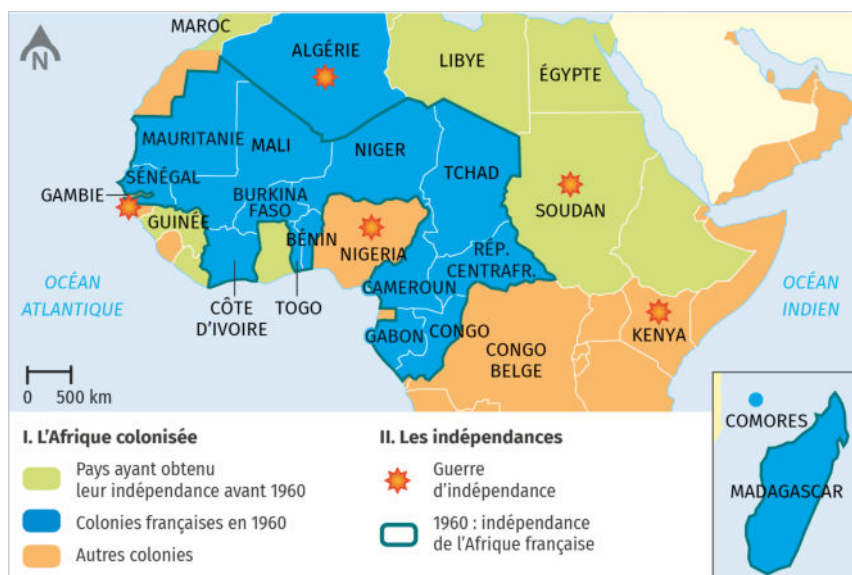 MAROC
N
ALGÉRIE
LIBYE
ÉGYPTE
MAURITANIE
MALI
NIGER
TCHAD
SÉNÉGAL
GAMBIE
BURKINA
FASO
SOUDAN
GUINÉE
BÉNIN
NIGERIA
RÉP.
CENTRAFR.
OCÉAN
ATLANTIQUE
OCÉAN
INDIEN
CAMEROUN
CÔTE
D'IVOIRE
TOGO
GABON
CONGO
KENYA
CONGO
BELGE
0 500 km
COMORES
MADAGASCAR
I. L'Afrique colonisée
Pays ayant obtenu
leur indépendance avant 1960
Colonies françaises en 1960
Autres colonies
II. Les indépendances
Guerre
d'indépendance
1960 : indépendance
de l'Afrique française